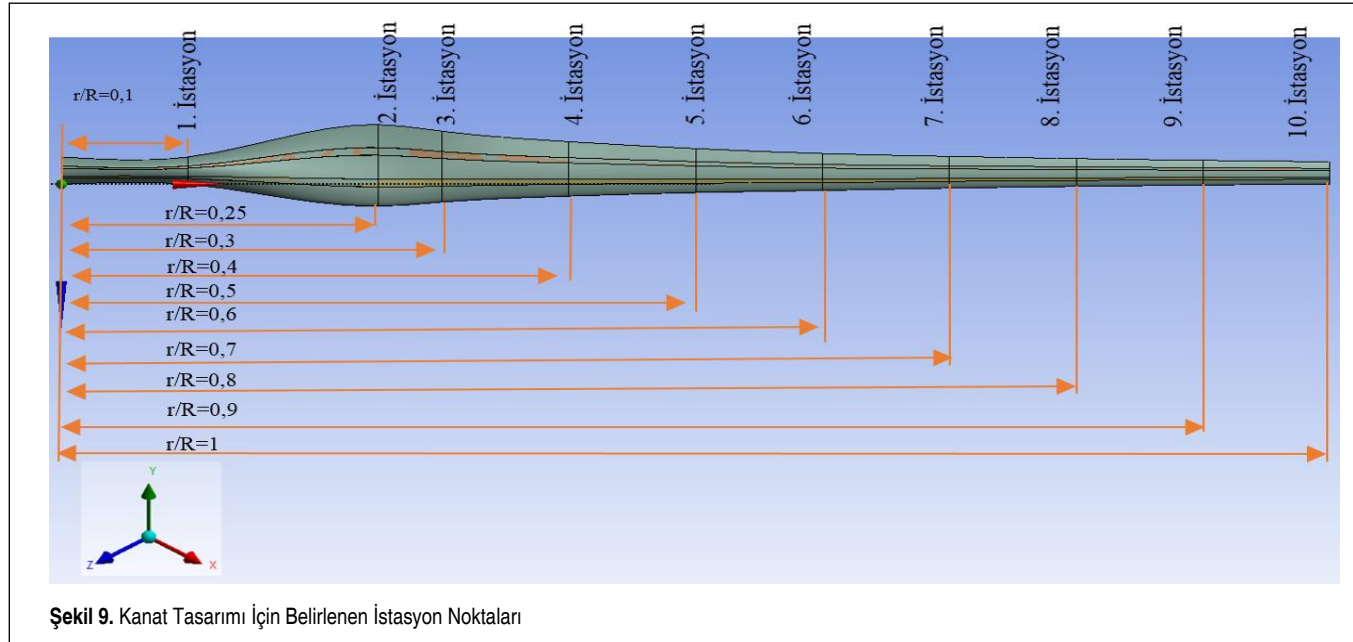 r/R=0,1
1. İstasyon
2. İstasyon
3. İstasyon
4. İstasyon
5. İstasyon
6. İstasyon
7. İstasyon
8. İstasyon
9. İstasyon
10. İstasyon
r/R=0,25
r/R=0,3
r/R=0,4
r/R=0,5
r/R=0,6
r/R=0,7
r/R=0,8
r/R=0,9
r/R=1
Y
Z
X
Şekil 9. Kanat Tasarımı İçin Belirlenen İstasyon Noktaları